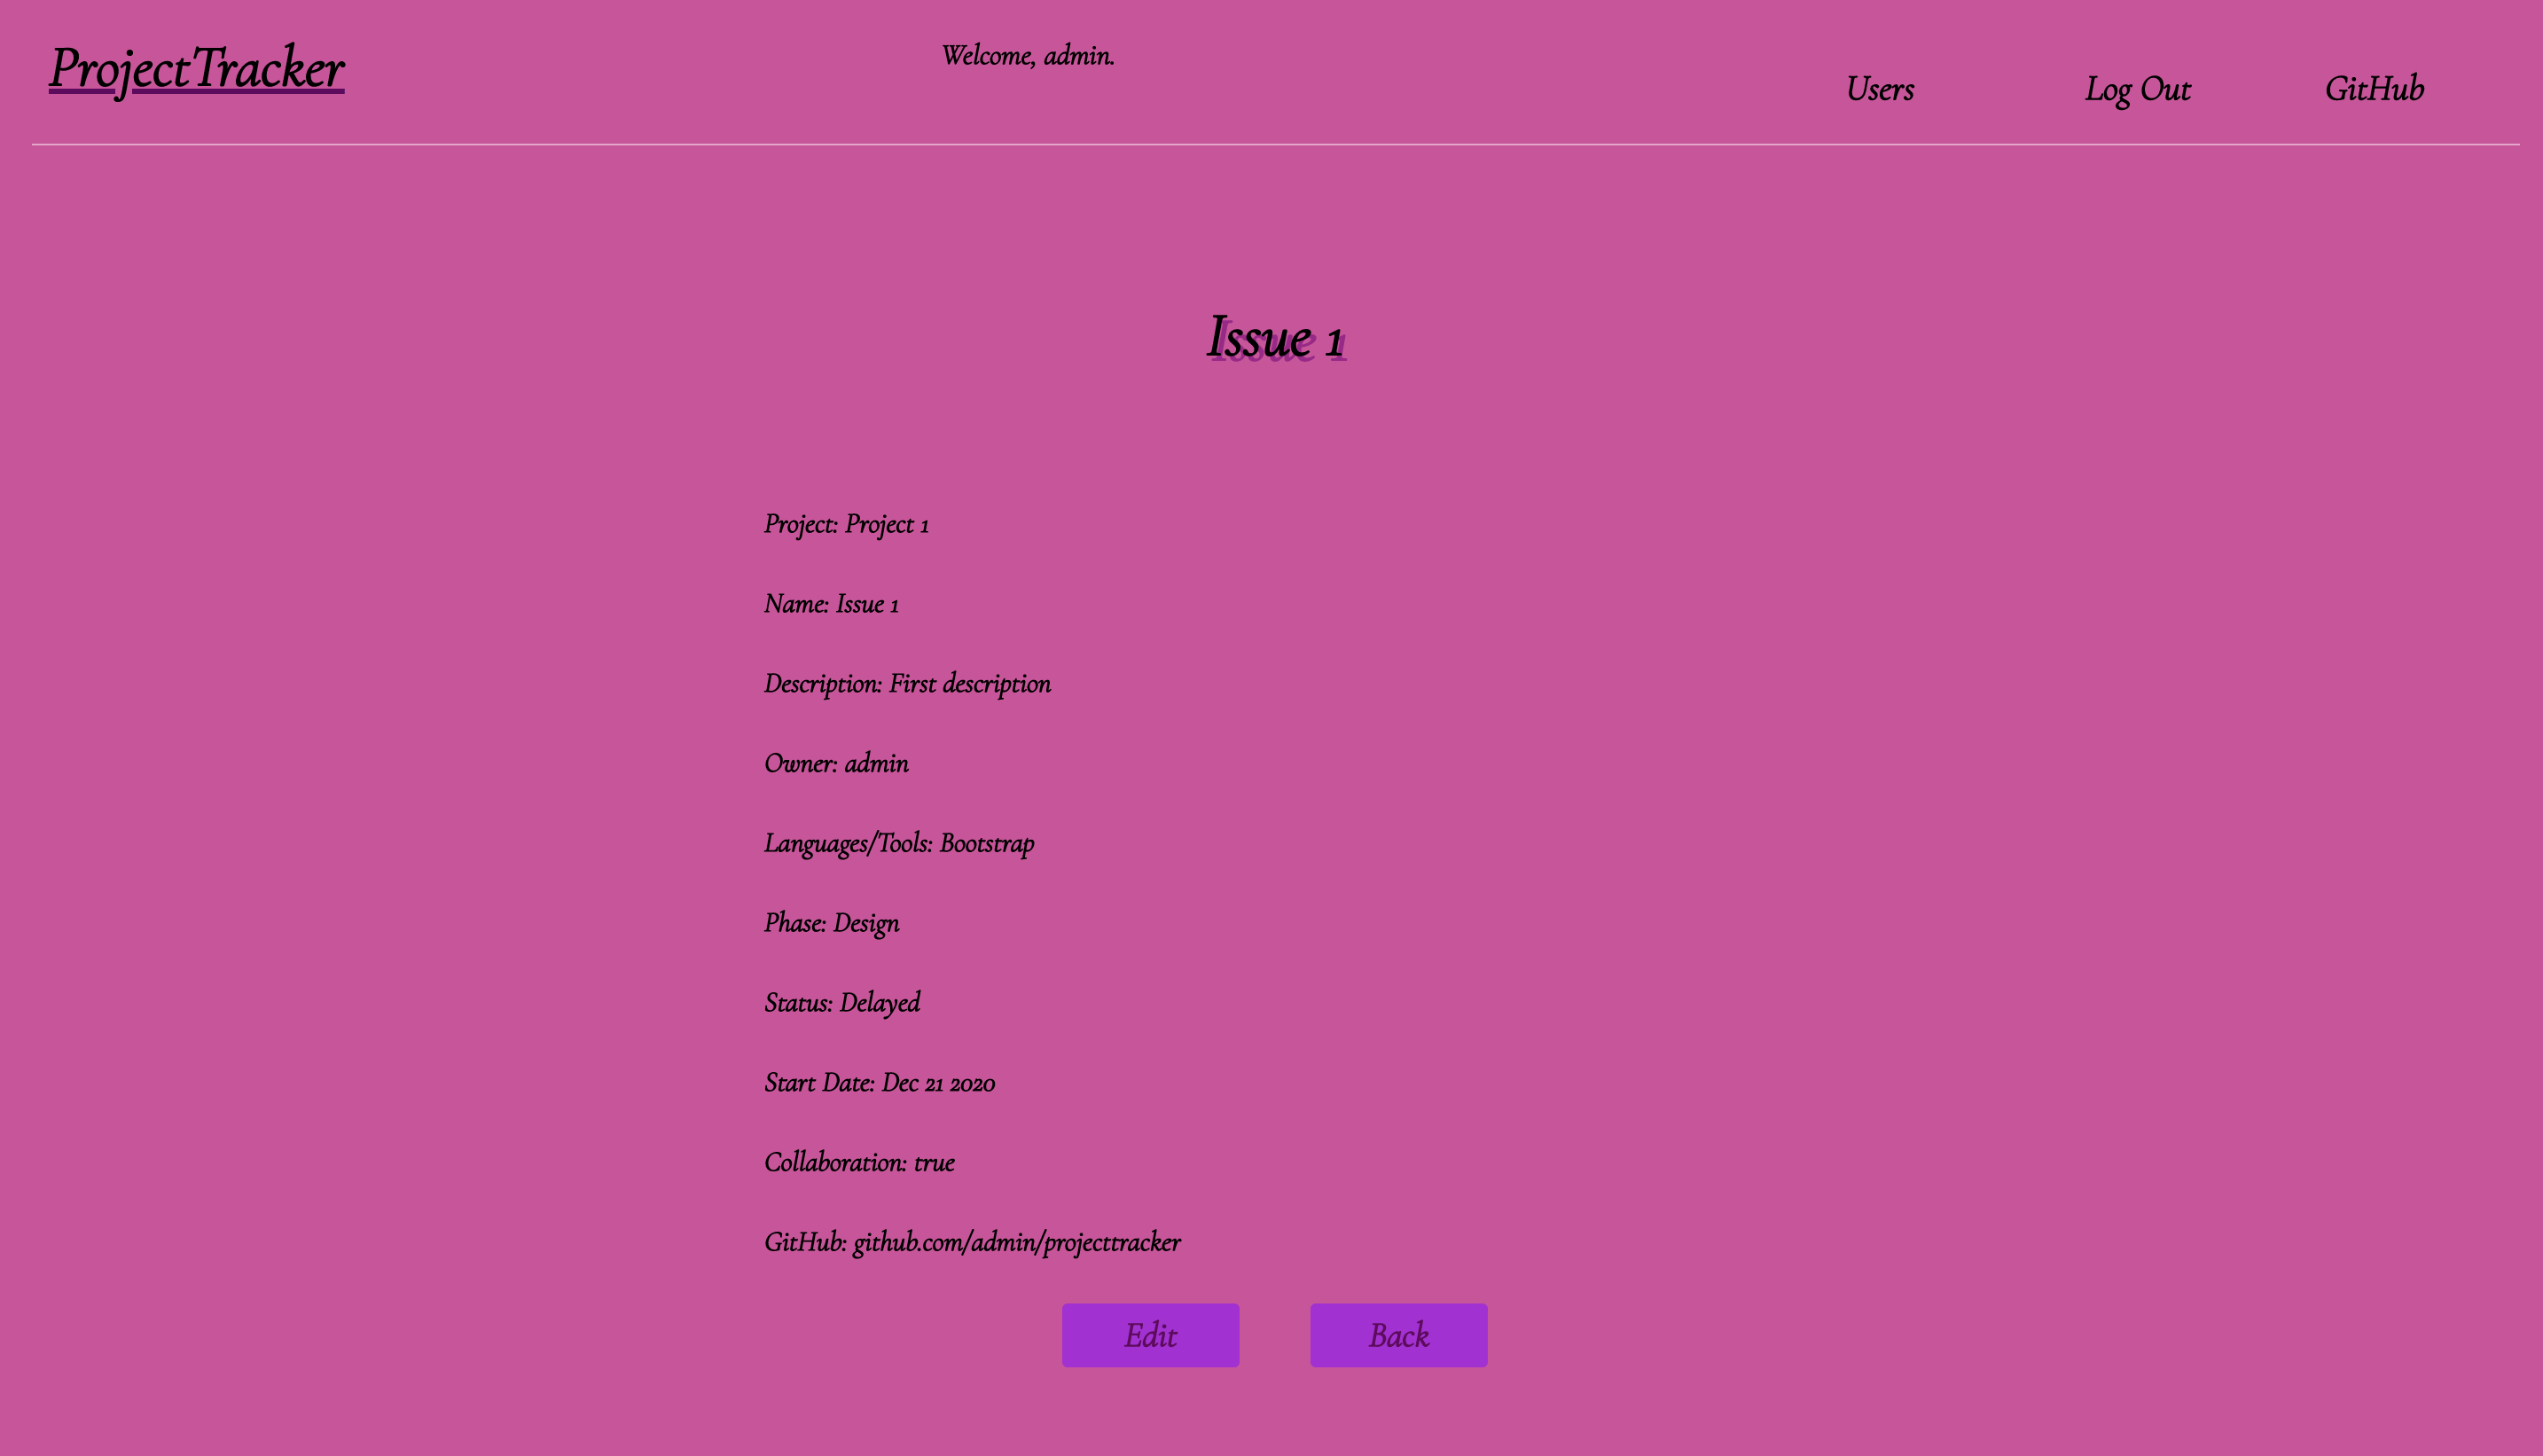 ProjectTracker
Welcome, admin.
Users
Log Out
GitHub
Issue 1
Project: Project 1
Name: Issue 1
Description: First description
Owner: admin
Languages/Tools: Bootstrap
Phase: Design
Status: Delayed
Start Date: Dec 21 2020
Collaboration: true
GitHub: github.com/admin/projecttracker
Edit
Back